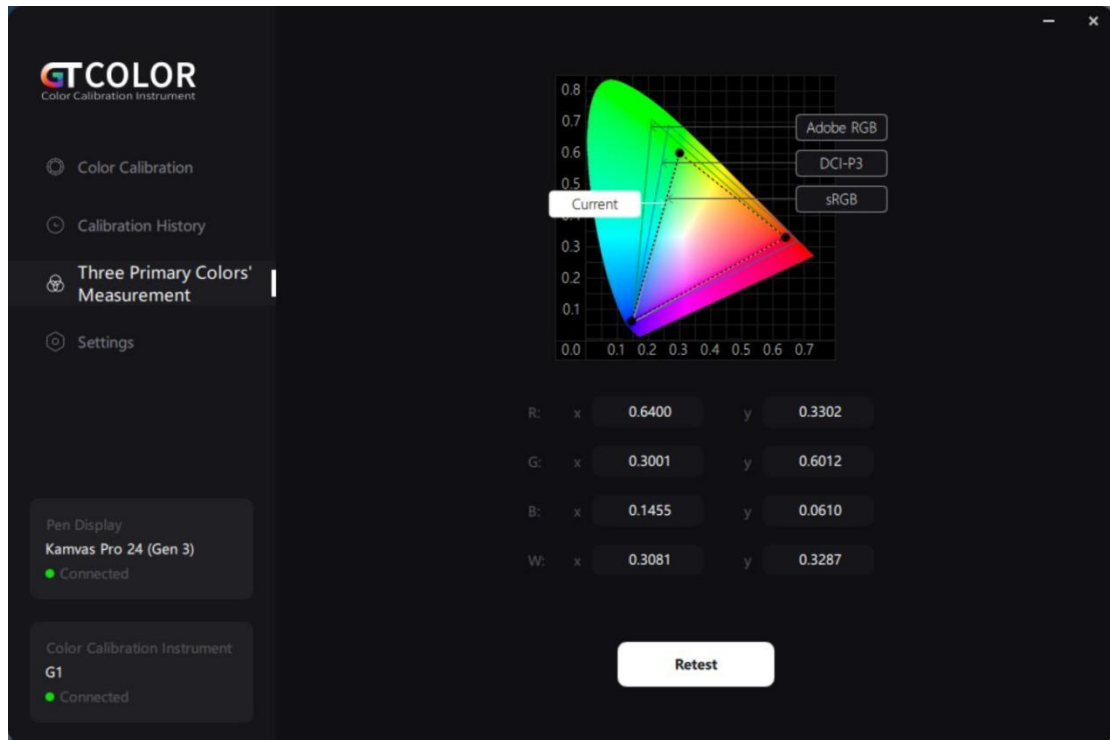 GTCOLOR
Color Calibration Instrument
Color Calibration
Calibration History
Three Primary Colors'
Measurement
Settings
Pen Display
Kamvas Pro 24 (Gen 3)
Connected
Color Calibration Instrument
G1
Connected
0.8
0.7
Adobe RGB
0.6
DCI-P3
0.5
sRGB
Current
0.3
0.2
0.1
0.0 0.1 0.2 0.3 0.4 0.5 0.6 0.7
R: x 0.6400 y 0.3302
G: x 0.3001 y 0.6012
B: x 0.1455 y 0.0610
W: x 0.3081 y 0.3287
Retest